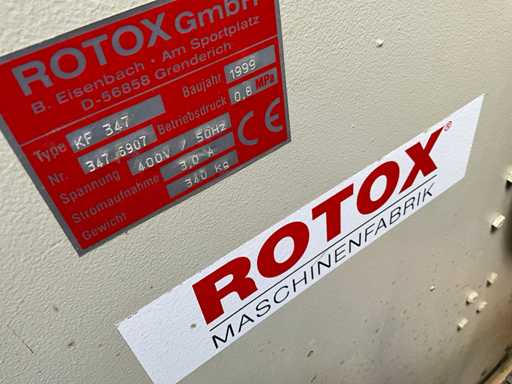 ROTOX GmbH
B. Eisenbach · Am Sportplatz
D-56858 Grenderich
Type KF 347 Baujahr 1999
Nr. 347.6907 Betriebsdruck 0,8 MPa
Spannung 400V / 50Hz
Stromaufnahme 3,0 A CE
Gewicht 340 Kg
ROTOX®
MASCHINENFABRIK